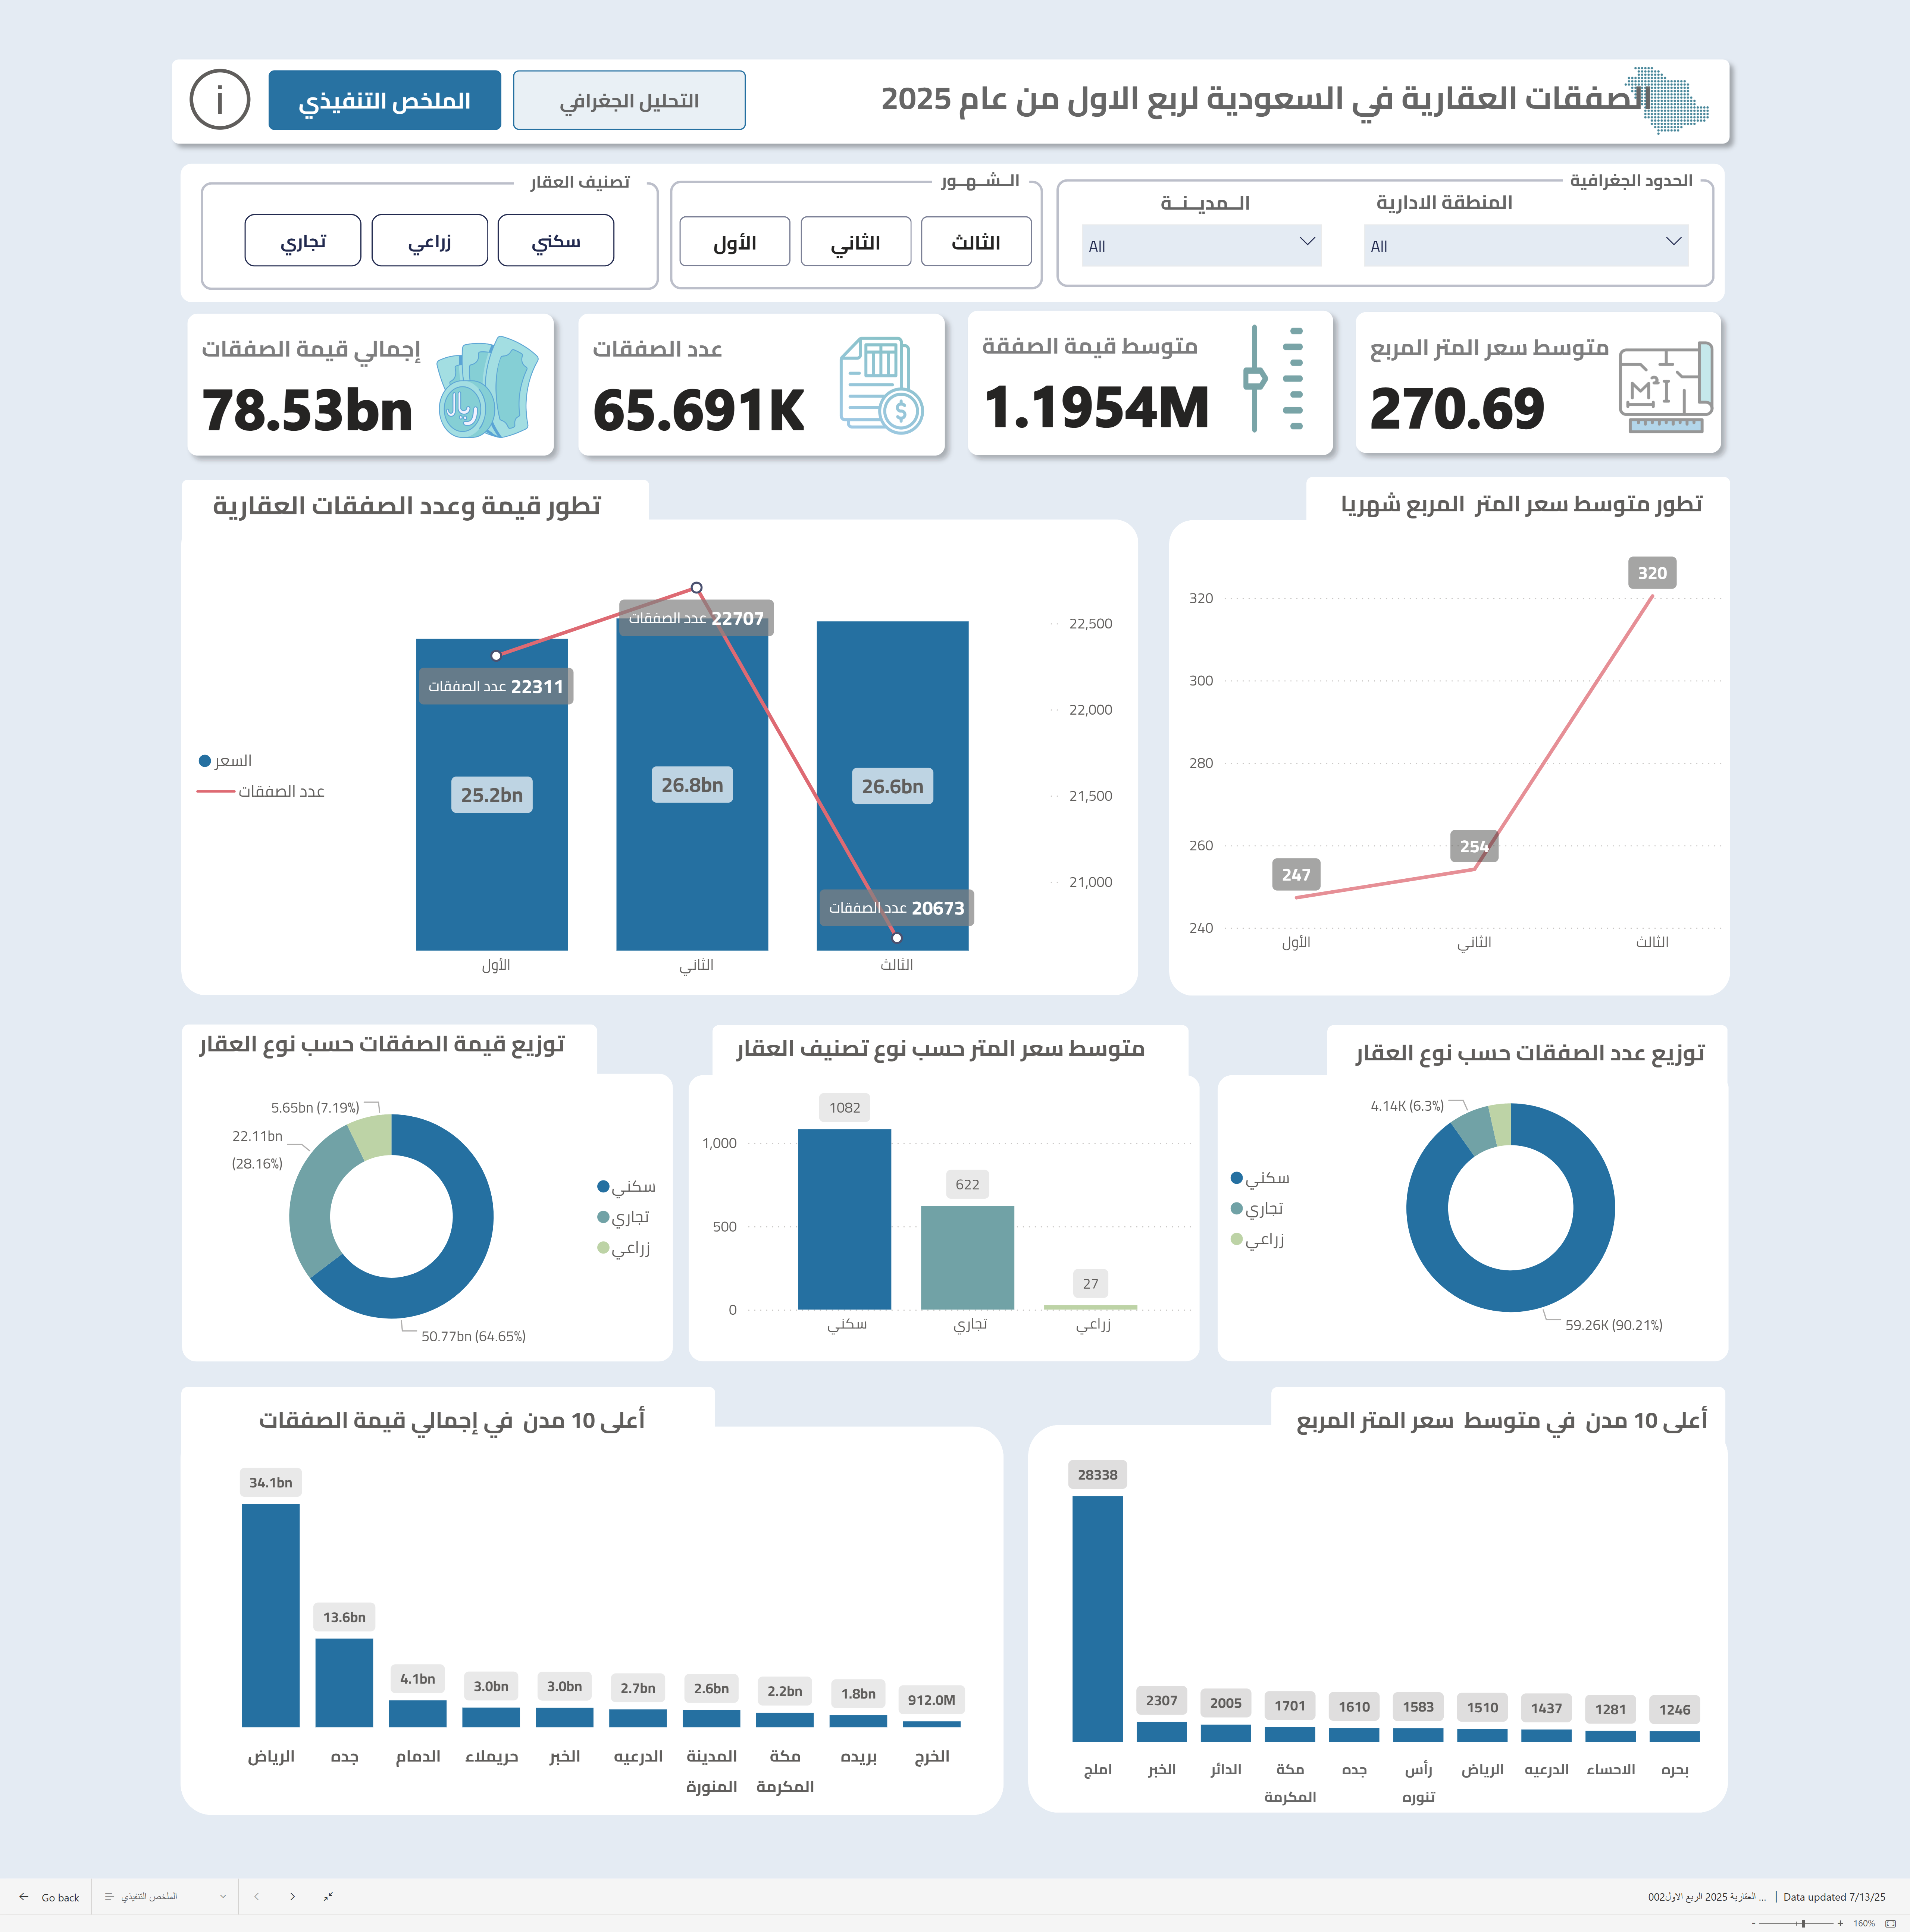 الصفقات العقارية في السعودية لربع الاول من عام 2025
التحليل الجغرافي
الملخص التنفيذي
i
الحدود الجغرافية
المنطقة الادارية
All
الــمديــنــة
All
الــشــهــور
الثالث
الثاني
الأول
تصنيف العقار
سكني
زراعي
تجاري
متوسط سعر المتر المربع
270.69
M²
متوسط قيمة الصفقة
1.1954M
عدد الصفقات
65.691K
$
إجمالي قيمة الصفقات
78.53bn
ريال
تطور متوسط سعر المتر المربع شهريا
320
300
280
260
240
247
254
320
الأول
الثاني
الثالث
تطور قيمة وعدد الصفقات العقارية
السعر
عدد الصفقات
22311 عدد الصفقات
22707 عدد الصفقات
20673 عدد الصفقات
25.2bn
26.8bn
26.6bn
22,500
22,000
21,500
21,000
الأول
الثاني
الثالث
توزيع عدد الصفقات حسب نوع العقار
4.14K (6.3%)
59.26K (90.21%)
سكني
تجاري
زراعي
متوسط سعر المتر حسب نوع تصنيف العقار
1,000
500
0
1082
622
27
سكني
تجاري
زراعي
توزيع قيمة الصفقات حسب نوع العقار
5.65bn (7.19%)
22.11bn
(28.16%)
50.77bn (64.65%)
سكني
تجاري
زراعي
أعلى 10 مدن في متوسط سعر المتر المربع
28338
2307
2005
1701
1610
1583
1510
1437
1281
1246
املج
الخبر
الدائر
مكة
المكرمة
جده
رأس
تنوره
الرياض
الدرعيه
الاحساء
بحره
أعلى 10 مدن في إجمالي قيمة الصفقات
34.1bn
13.6bn
4.1bn
3.0bn
3.0bn
2.7bn
2.6bn
2.2bn
1.8bn
912.0M
الرياض
جده
الدمام
حريملاء
الخبر
الدرعيه
المدينة
المنورة
مكة
المكرمة
بريده
الخرج
Go back
الملخص التنفيذي
العقارية 2025 الربع الاول002 ...
Data updated 7/13/25
- + 160%